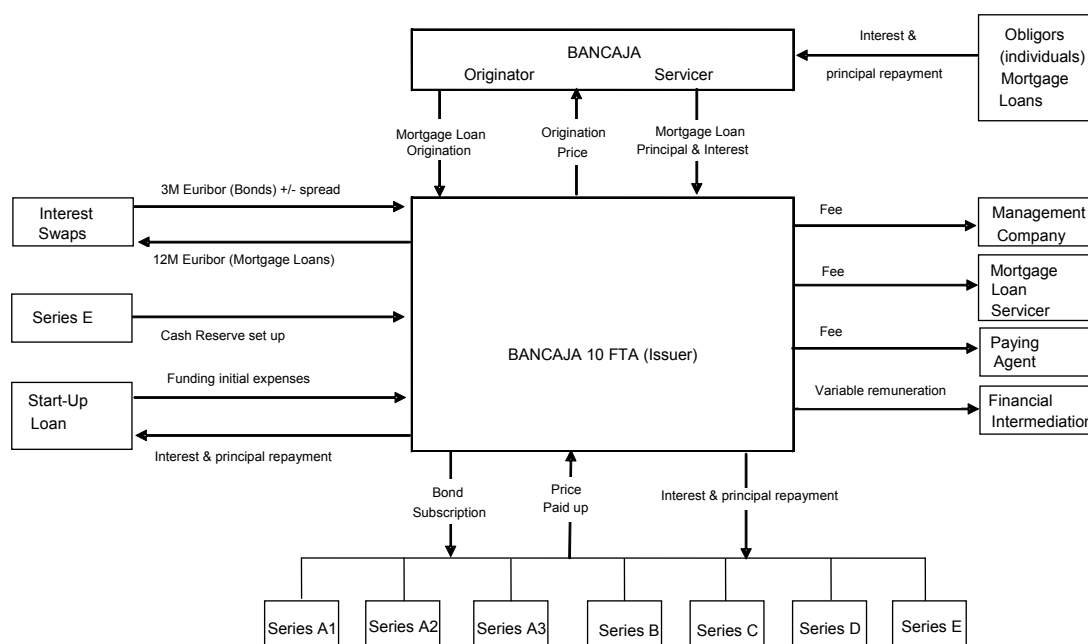 BANCAJA
Originator Servicer
Interest &
principal repayment
Obligors
(individuals)
Mortgage
Loans
Mortgage Loan
Origination
Origination
Price
Mortgage Loan
Principal & Interest
3M Euribor (Bonds) +/- spread
Interest
Swaps
12M Euribor (Mortgage Loans)
Series E
Cash Reserve set up
Funding initial expenses
Start-Up
Loan
Interest & principal repayment
BANCAJA 10 FTA (Issuer)
Fee
Management
Company
Fee
Mortgage
Loan
Servicer
Fee
Paying
Agent
Variable remuneration
Financial
Intermediation
Bond
Subscription
Price
Paid up
Interest & principal repayment
Series A1
Series A2
Series A3
Series B
Series C
Series D
Series E